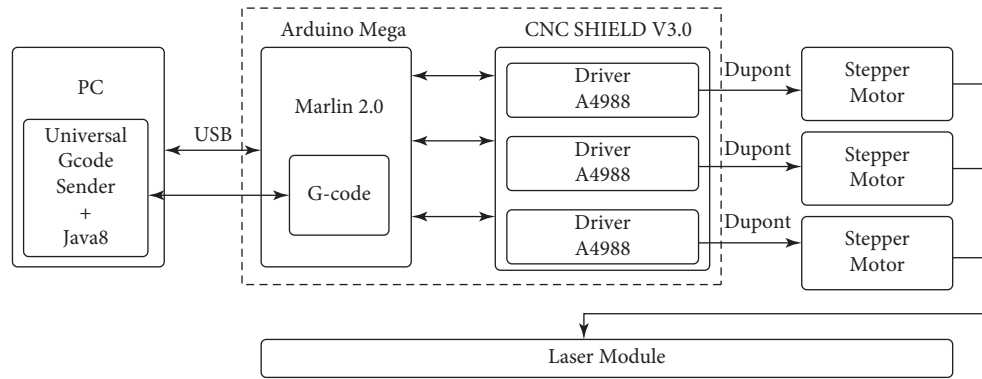 PC
Universal
Gcode
Sender
+
Java8
USB
Arduino Mega
Marlin 2.0
G-code
CNC SHIELD V3.0
Driver
A4988
Driver
A4988
Driver
A4988
Dupont
Dupont
Dupont
Stepper
Motor
Stepper
Motor
Stepper
Motor
Laser Module